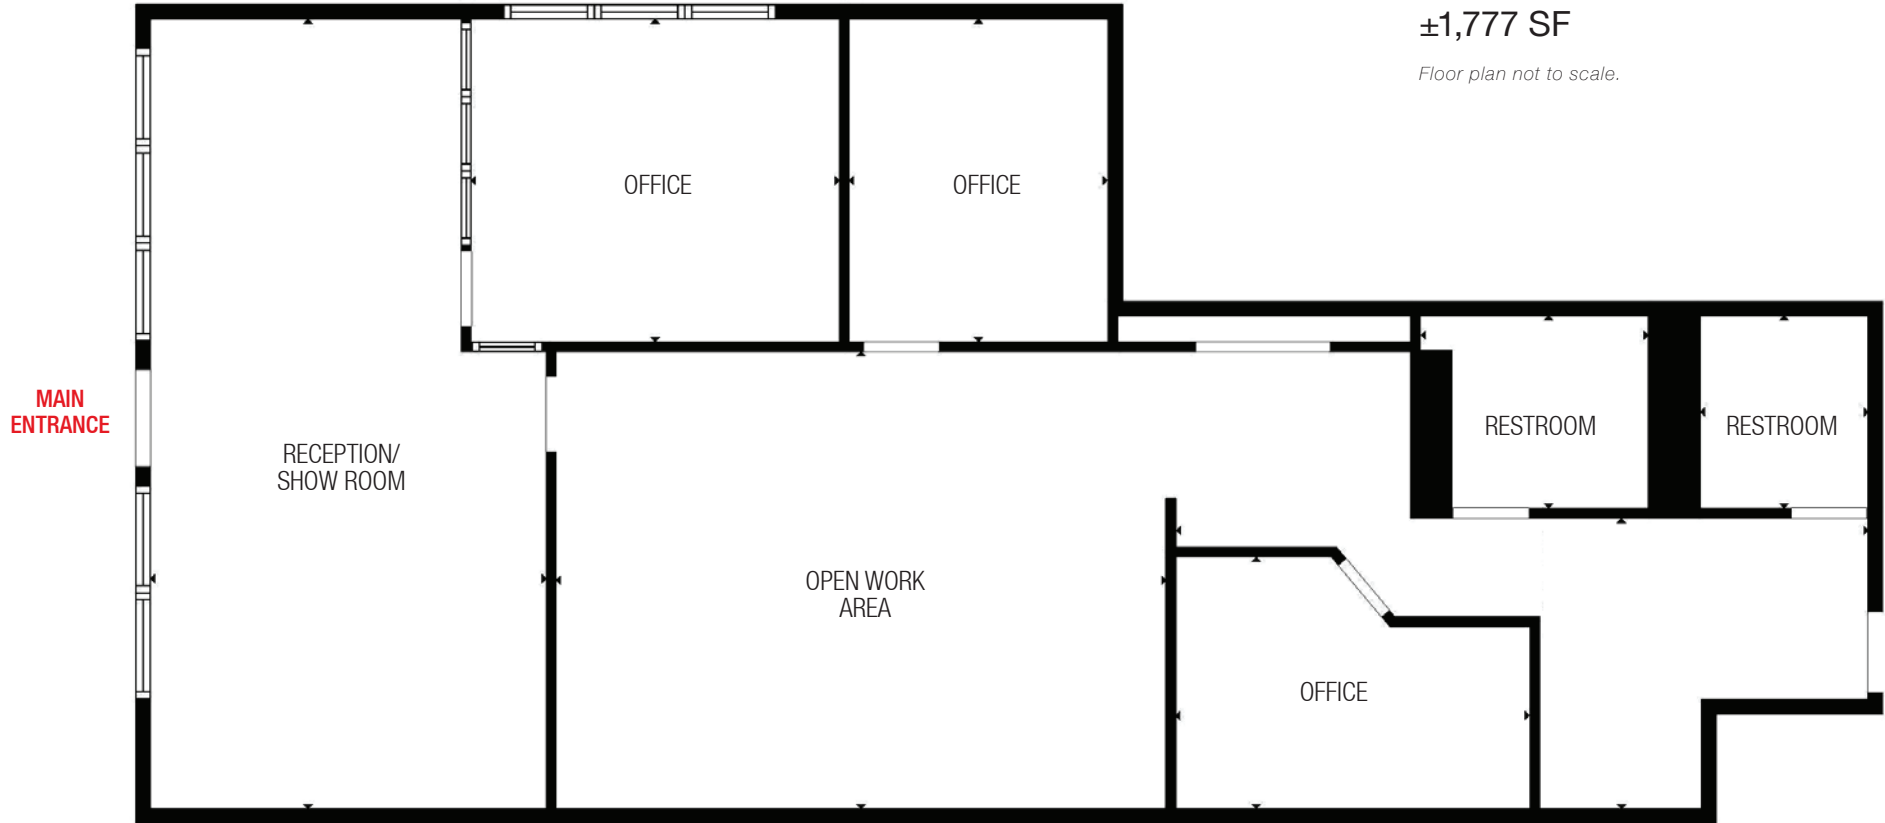 ±1,777 SF
Floor plan not to scale.
OFFICE
OFFICE
MAIN
ENTRANCE
RECEPTION/
SHOW ROOM
RESTROOM
RESTROOM
OPEN WORK
AREA
OFFICE